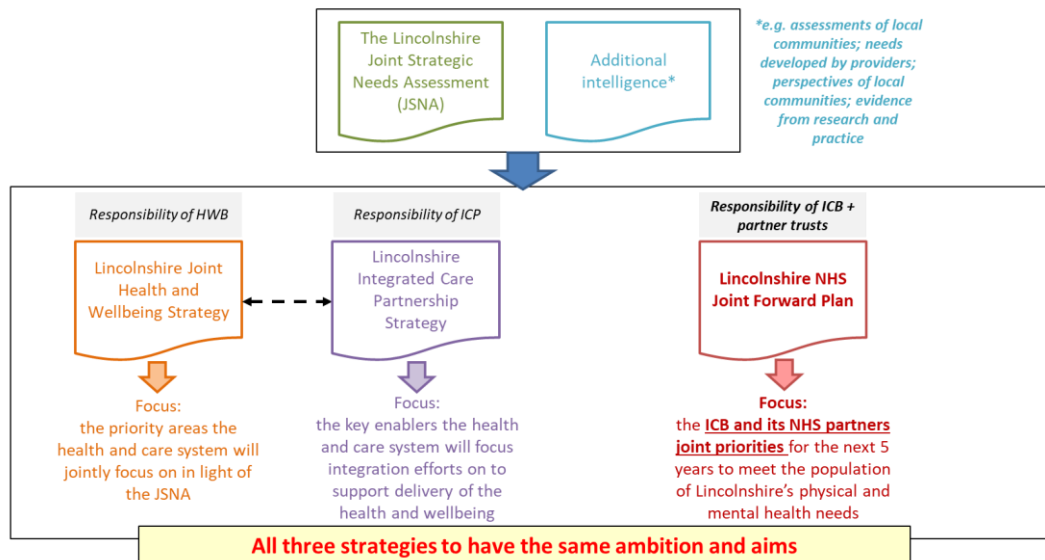 The Lincolnshire
Joint Strategic
Needs Assessment
(JSNA)
Additional
intelligence*
*e.g. assessments of local
communities; needs
developed by providers;
perspectives of local
communities; evidence
from research and
practice
Responsibility of HWB
Lincolnshire Joint
Health and
Wellbeing Strategy
Focus:
the priority areas the
health and care system will
jointly focus on in light of
the JSNA
Responsibility of ICP
Lincolnshire
Integrated Care
Partnership
Strategy
Focus:
the key enablers the health
and care system will focus
integration efforts on to
support delivery of the
health and wellbeing
Responsibility of ICB +
partner trusts
Lincolnshire NHS
Joint Forward Plan
Focus:
the ICB and its NHS partners
joint priorities for the next 5
years to meet the population
of Lincolnshire’s physical and
mental health needs
All three strategies to have the same ambition and aims